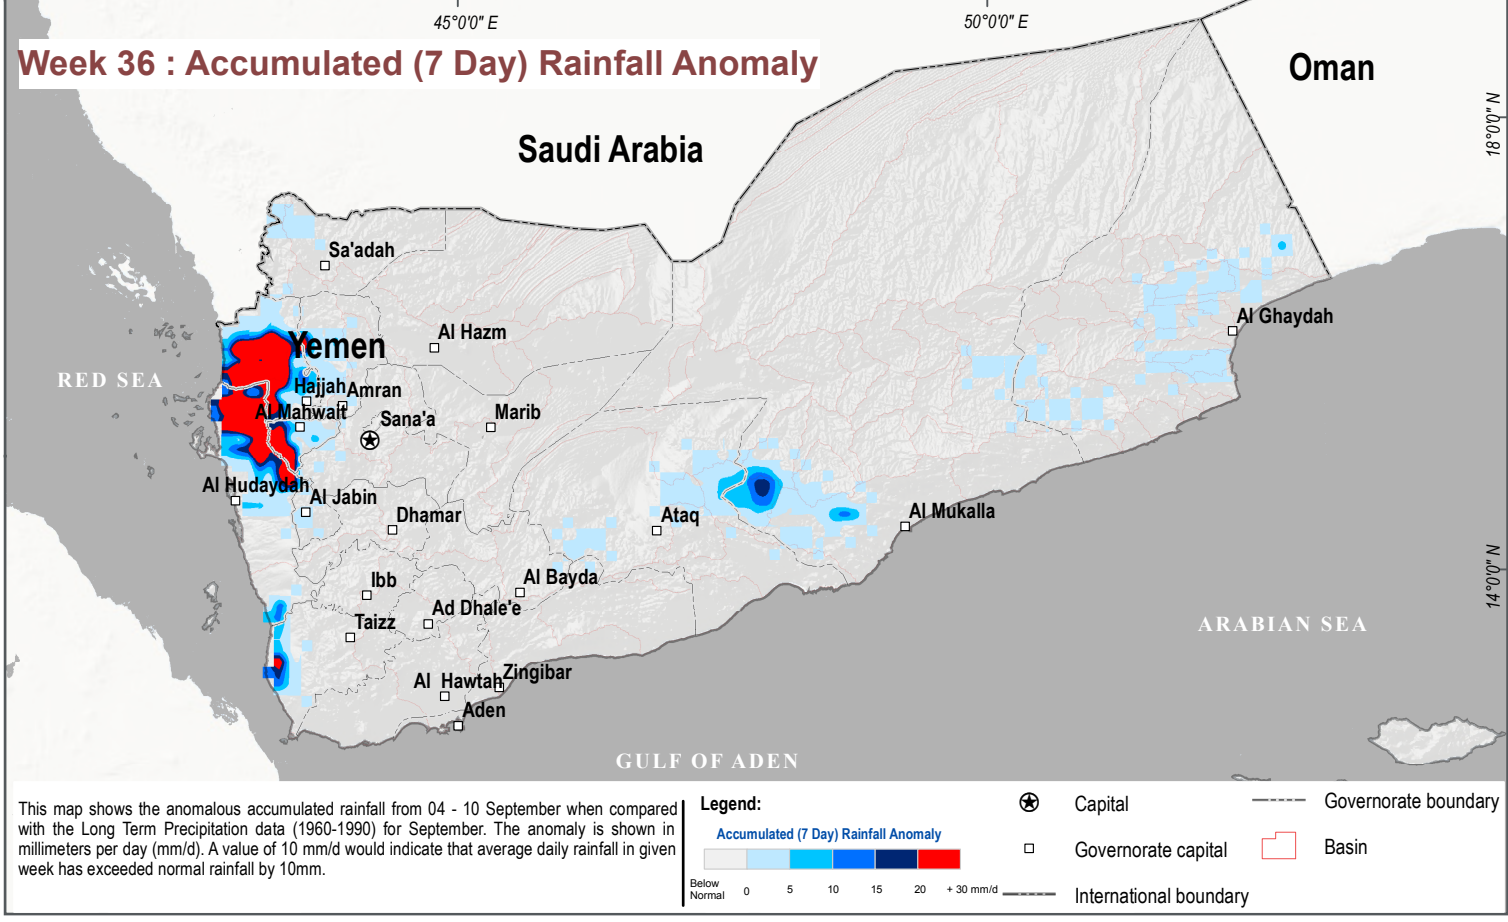 45°0'0" E
50°0'0" E
Week 36 : Accumulated (7 Day) Rainfall Anomaly
Oman
18°0'0" N
Saudi Arabia
Sa'adah
Al Ghaydah
Al Hazm
Yemen
RED SEA
Hajjah
Amran
Al Mahwait
Sana'a
Marib
Al Hudaydah
Al Jabin
Dhamar
Ataq
Al Mukalla
14°0'0" N
Ibb
Al Bayda
Ad Dhale'e
Taizz
ARABIAN SEA
Al Hawtah
Zingibar
Aden
GULF OF ADEN
This map shows the anomalous accumulated rainfall from 04 - 10 September when compared
with the Long Term Precipitation data (1960-1990) for September. The anomaly is shown in
millimeters per day (mm/d). A value of 10 mm/d would indicate that average daily rainfall in given
week has exceeded normal rainfall by 10mm.
Legend:
Accumulated (7 Day) Rainfall Anomaly
Below
Normal
0
5
10
15
20
+ 30 mm/d
Capital
Governorate capital
International boundary
Governorate boundary
Basin